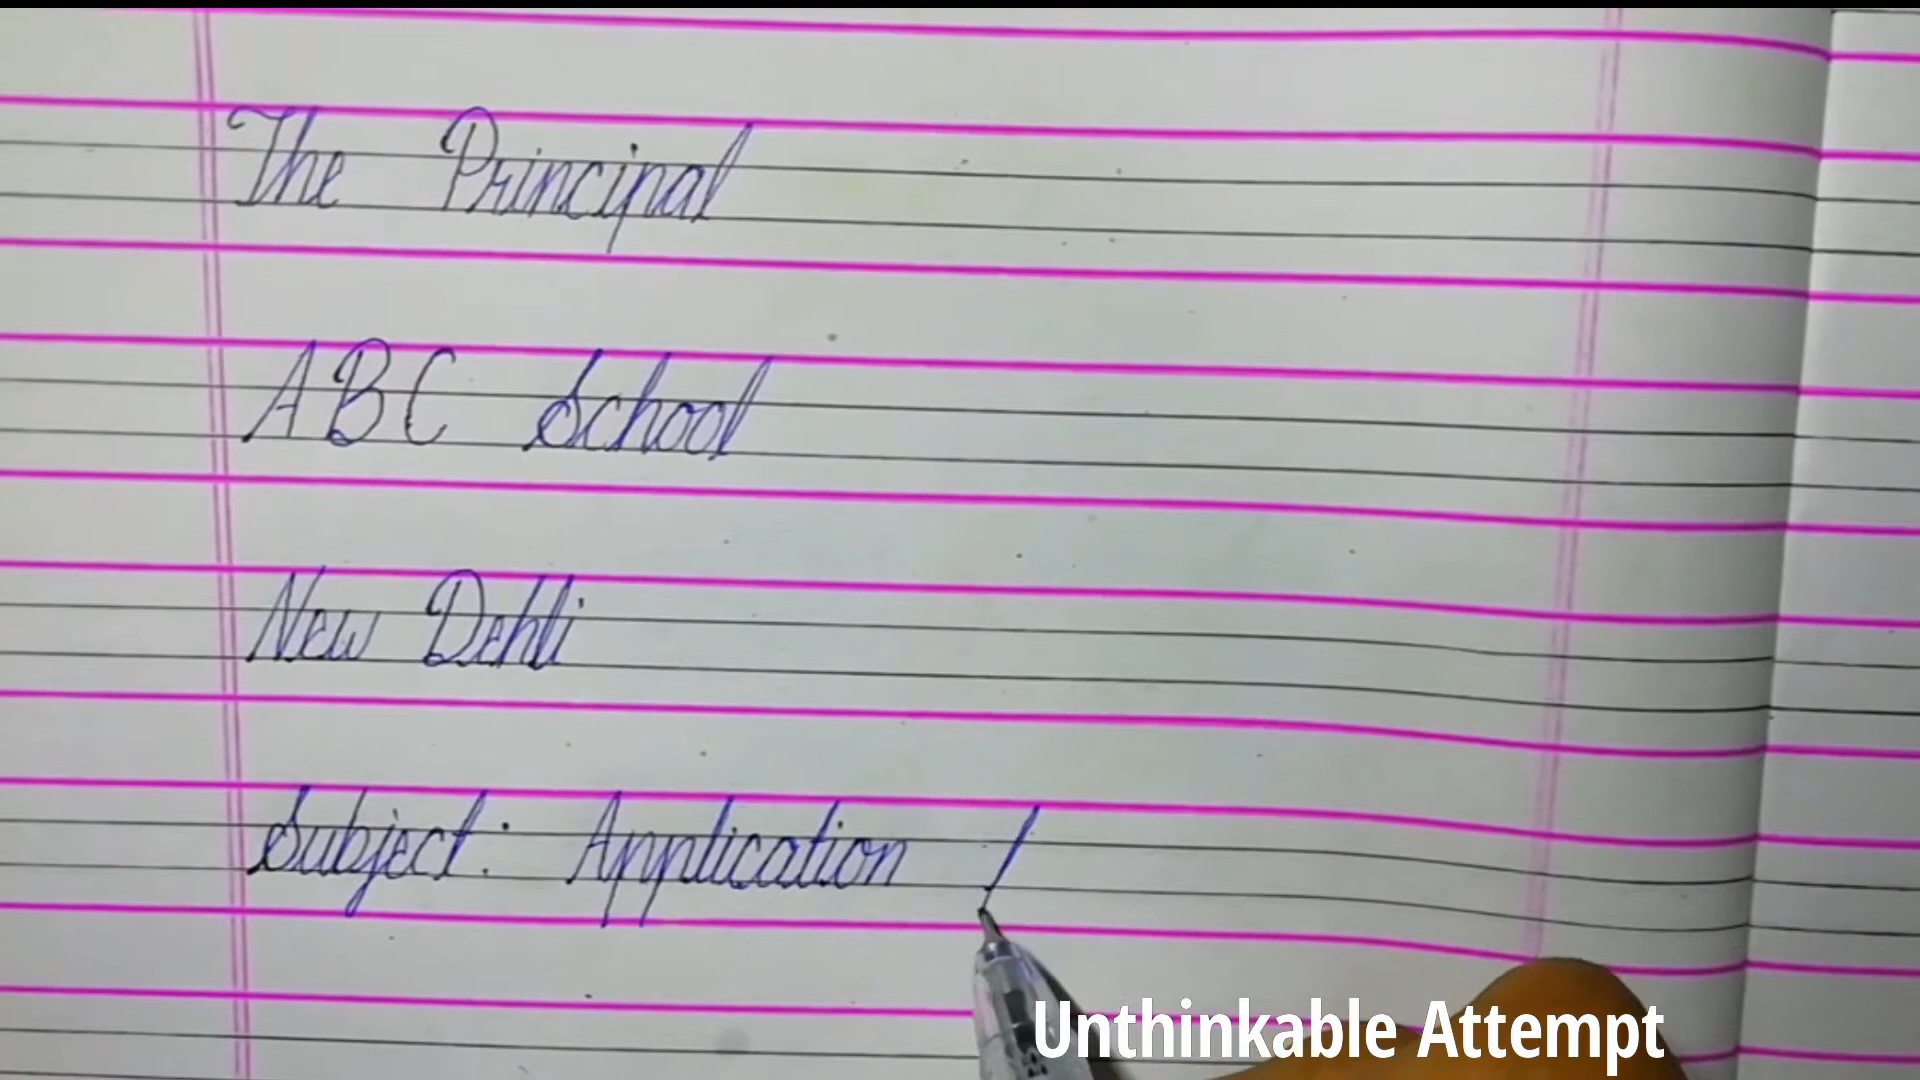 The Principal
ABC School
New Dehli
Subject: Application
Unthinkable Attempt